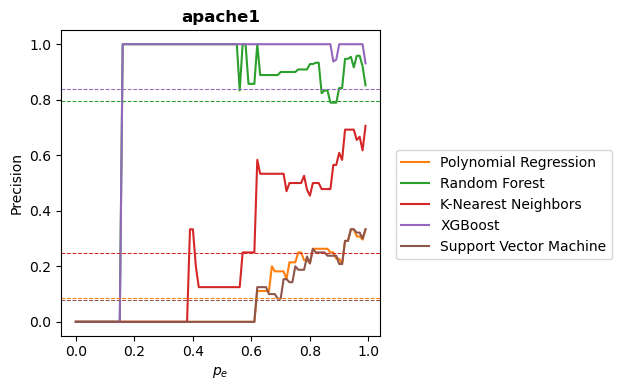 apache1
Precision
1.0
0.8
0.6
0.4
0.2
0.0
0.0 0.2 0.4 0.6 0.8 1.0
pₑ
Polynomial Regression
Random Forest
K-Nearest Neighbors
XGBoost
Support Vector Machine